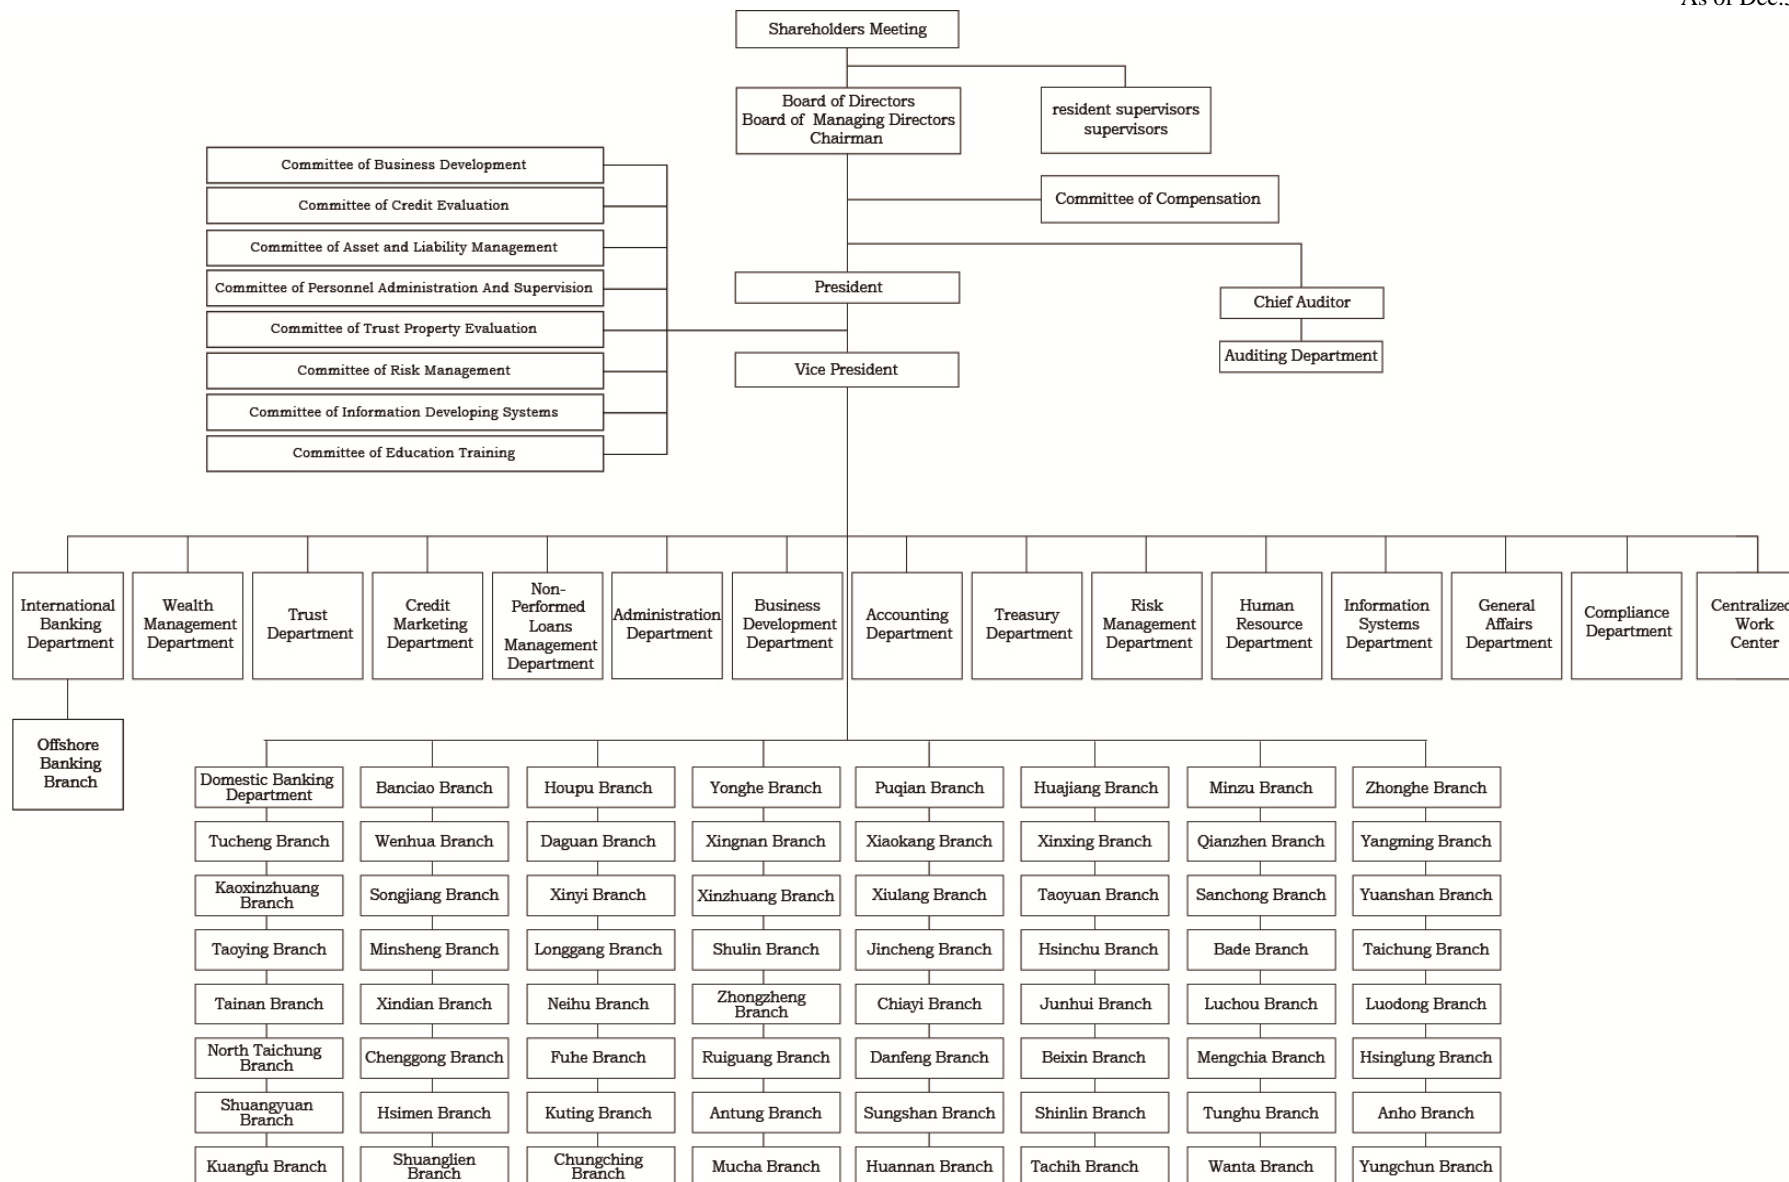 As of Dec.
Shareholders Meeting
Board of Directors
Board of Managing Directors
Chairman
resident supervisors
supervisors
Committee of Business Development
Committee of Credit Evaluation
Committee of Asset and Liability Management
Committee of Personnel Administration And Supervision
Committee of Trust Property Evaluation
Committee of Risk Management
Committee of Information Developing Systems
Committee of Education Training
Committee of Compensation
President
Vice President
Chief Auditor
Auditing Department
International
Banking
Department
Wealth
Management
Department
Trust
Department
Credit
Marketing
Department
Non-
Performed
Loans
Management
Department
Administration
Department
Business
Development
Department
Accounting
Department
Treasury
Department
Risk
Management
Department
Human
Resource
Department
Information
Systems
Department
General
Affairs
Department
Compliance
Department
Centralized
Work
Center
Offshore
Banking
Branch
Domestic Banking
Department
Banciao Branch
Houpu Branch
Yonghe Branch
Puqian Branch
Huajiang Branch
Minzu Branch
Zhonghe Branch
Tucheng Branch
Wenhua Branch
Daguan Branch
Xingnan Branch
Xiaokang Branch
Xinxing Branch
Qianzhen Branch
Yangming Branch
Kaoxinzhuang
Branch
Songjiang Branch
Xinyi Branch
Xinzhuang Branch
Xiulang Branch
Taoyuan Branch
Sanchong Branch
Yuanshan Branch
Taoying Branch
Minsheng Branch
Longgang Branch
Shulin Branch
Jincheng Branch
Hsinchu Branch
Bade Branch
Taichung Branch
Tainan Branch
Xindian Branch
Neihu Branch
Zhongzheng
Branch
Chiayi Branch
Junhui Branch
Luchou Branch
Luodong Branch
North Taichung
Branch
Chenggong Branch
Fuhe Branch
Ruiguang Branch
Danfeng Branch
Beixin Branch
Mengchia Branch
Hsinglung Branch
Shuangyuan
Branch
Hsimen Branch
Kuting Branch
Antung Branch
Sungshan Branch
Shinlin Branch
Tunghu Branch
Anho Branch
Kuangfu Branch
Shuanglien
Branch
Chungching
Branch
Mucha Branch
Huannan Branch
Tachih Branch
Wanta Branch
Yungchun Branch